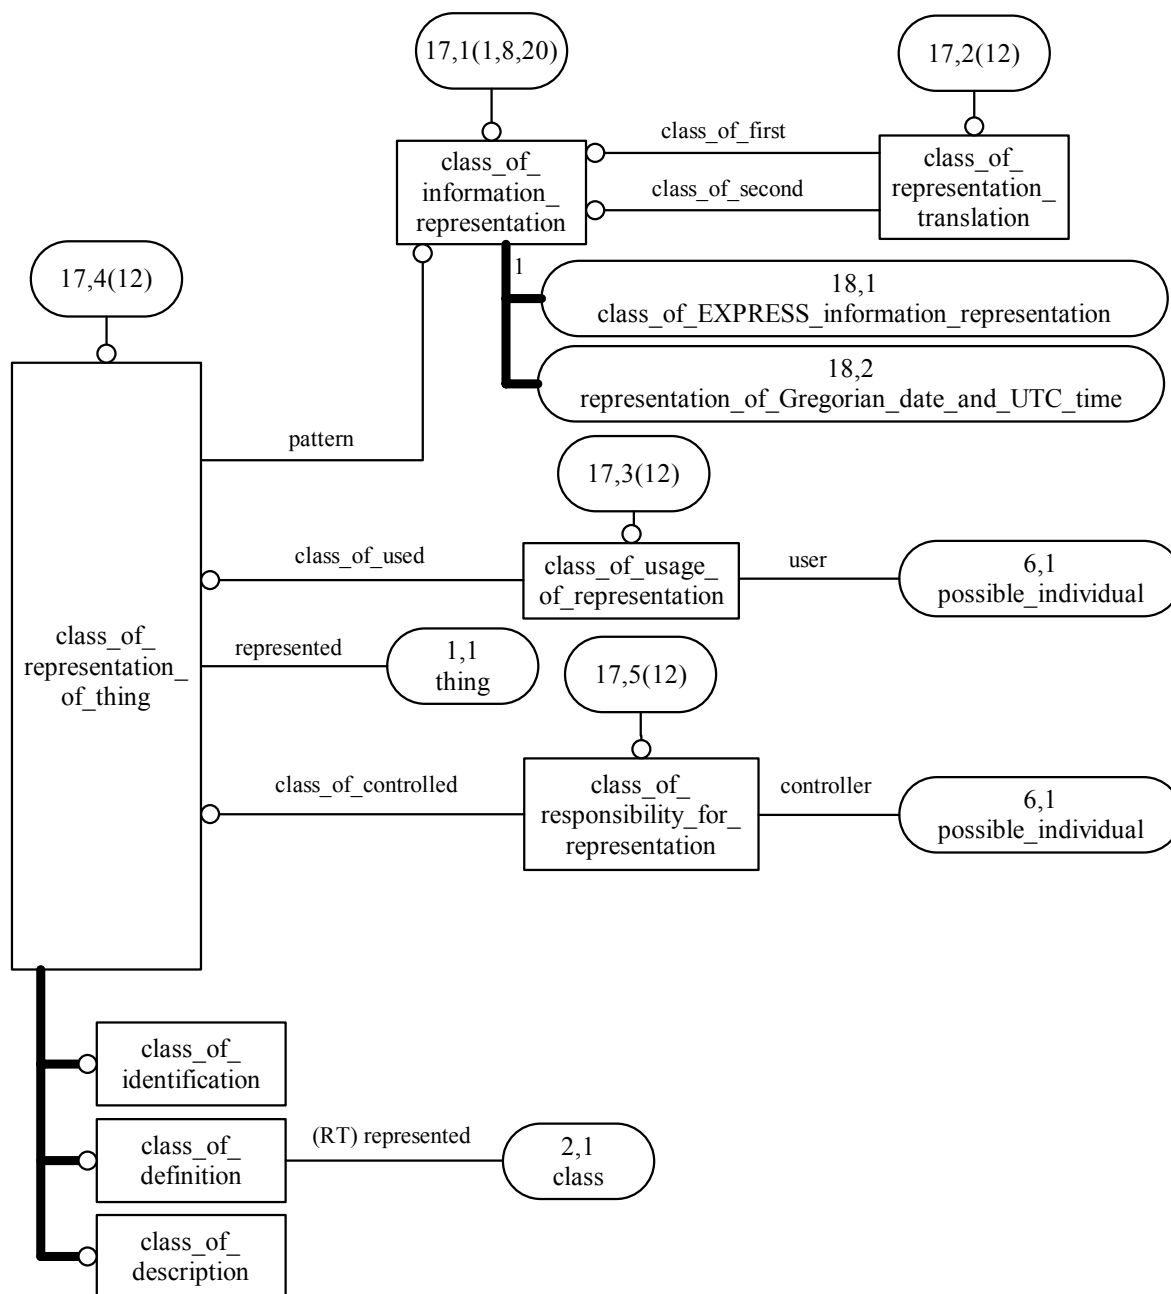 17,1(1,8,20)
17,2(12)
class_of_first
class_of_
information_
representation
class_of_
representation_
translation
class_of_second
17,4(12)
1
18,1
class_of_EXPRESS_information_representation
18,2
representation_of_Gregorian_date_and_UTC_time
pattern
17,3(12)
class_of_used
class_of_usage_
of_representation
user
6,1
possible_individual
class_of_
representation_
of_thing
represented
1,1
thing
17,5(12)
class_of_controlled
class_of_
responsibility_for_
representation
controller
6,1
possible_individual
class_of_
identification
class_of_
definition
(RT) represented
2,1
class
class_of_
description